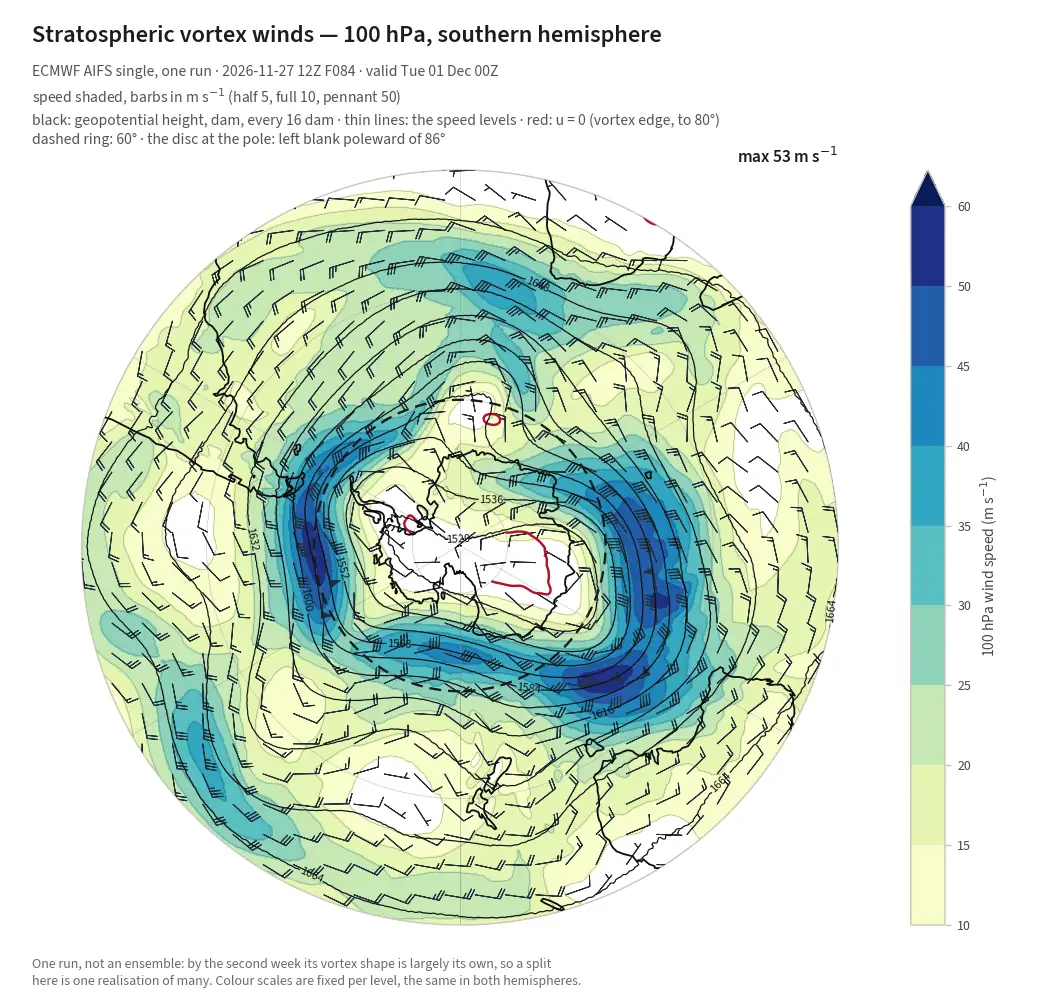 Stratospheric vortex winds — 100 hPa, southern hemisphere
ECMWF AIFS single, one run · 2026-11-27 12Z F084 · valid Tue 01 Dec 00Z
speed shaded, barbs in m s⁻¹ (half 5, full 10, pennant 50)
black: geopotential height, dam, every 16 dam · thin lines: the speed levels · red: u = 0 (vortex edge, to 80°)
dashed ring: 60° · the disc at the pole: left blank poleward of 86°
max 53 m s⁻¹
60
50
45
40
35
30
25
20
15
10
100 hPa wind speed (m s⁻¹)
1536
1520
1632
1552
1600
1568
1584
1616
1664
1664
One run, not an ensemble: by the second week its vortex shape is largely its own, so a split
here is one realisation of many. Colour scales are fixed per level, the same in both hemispheres.